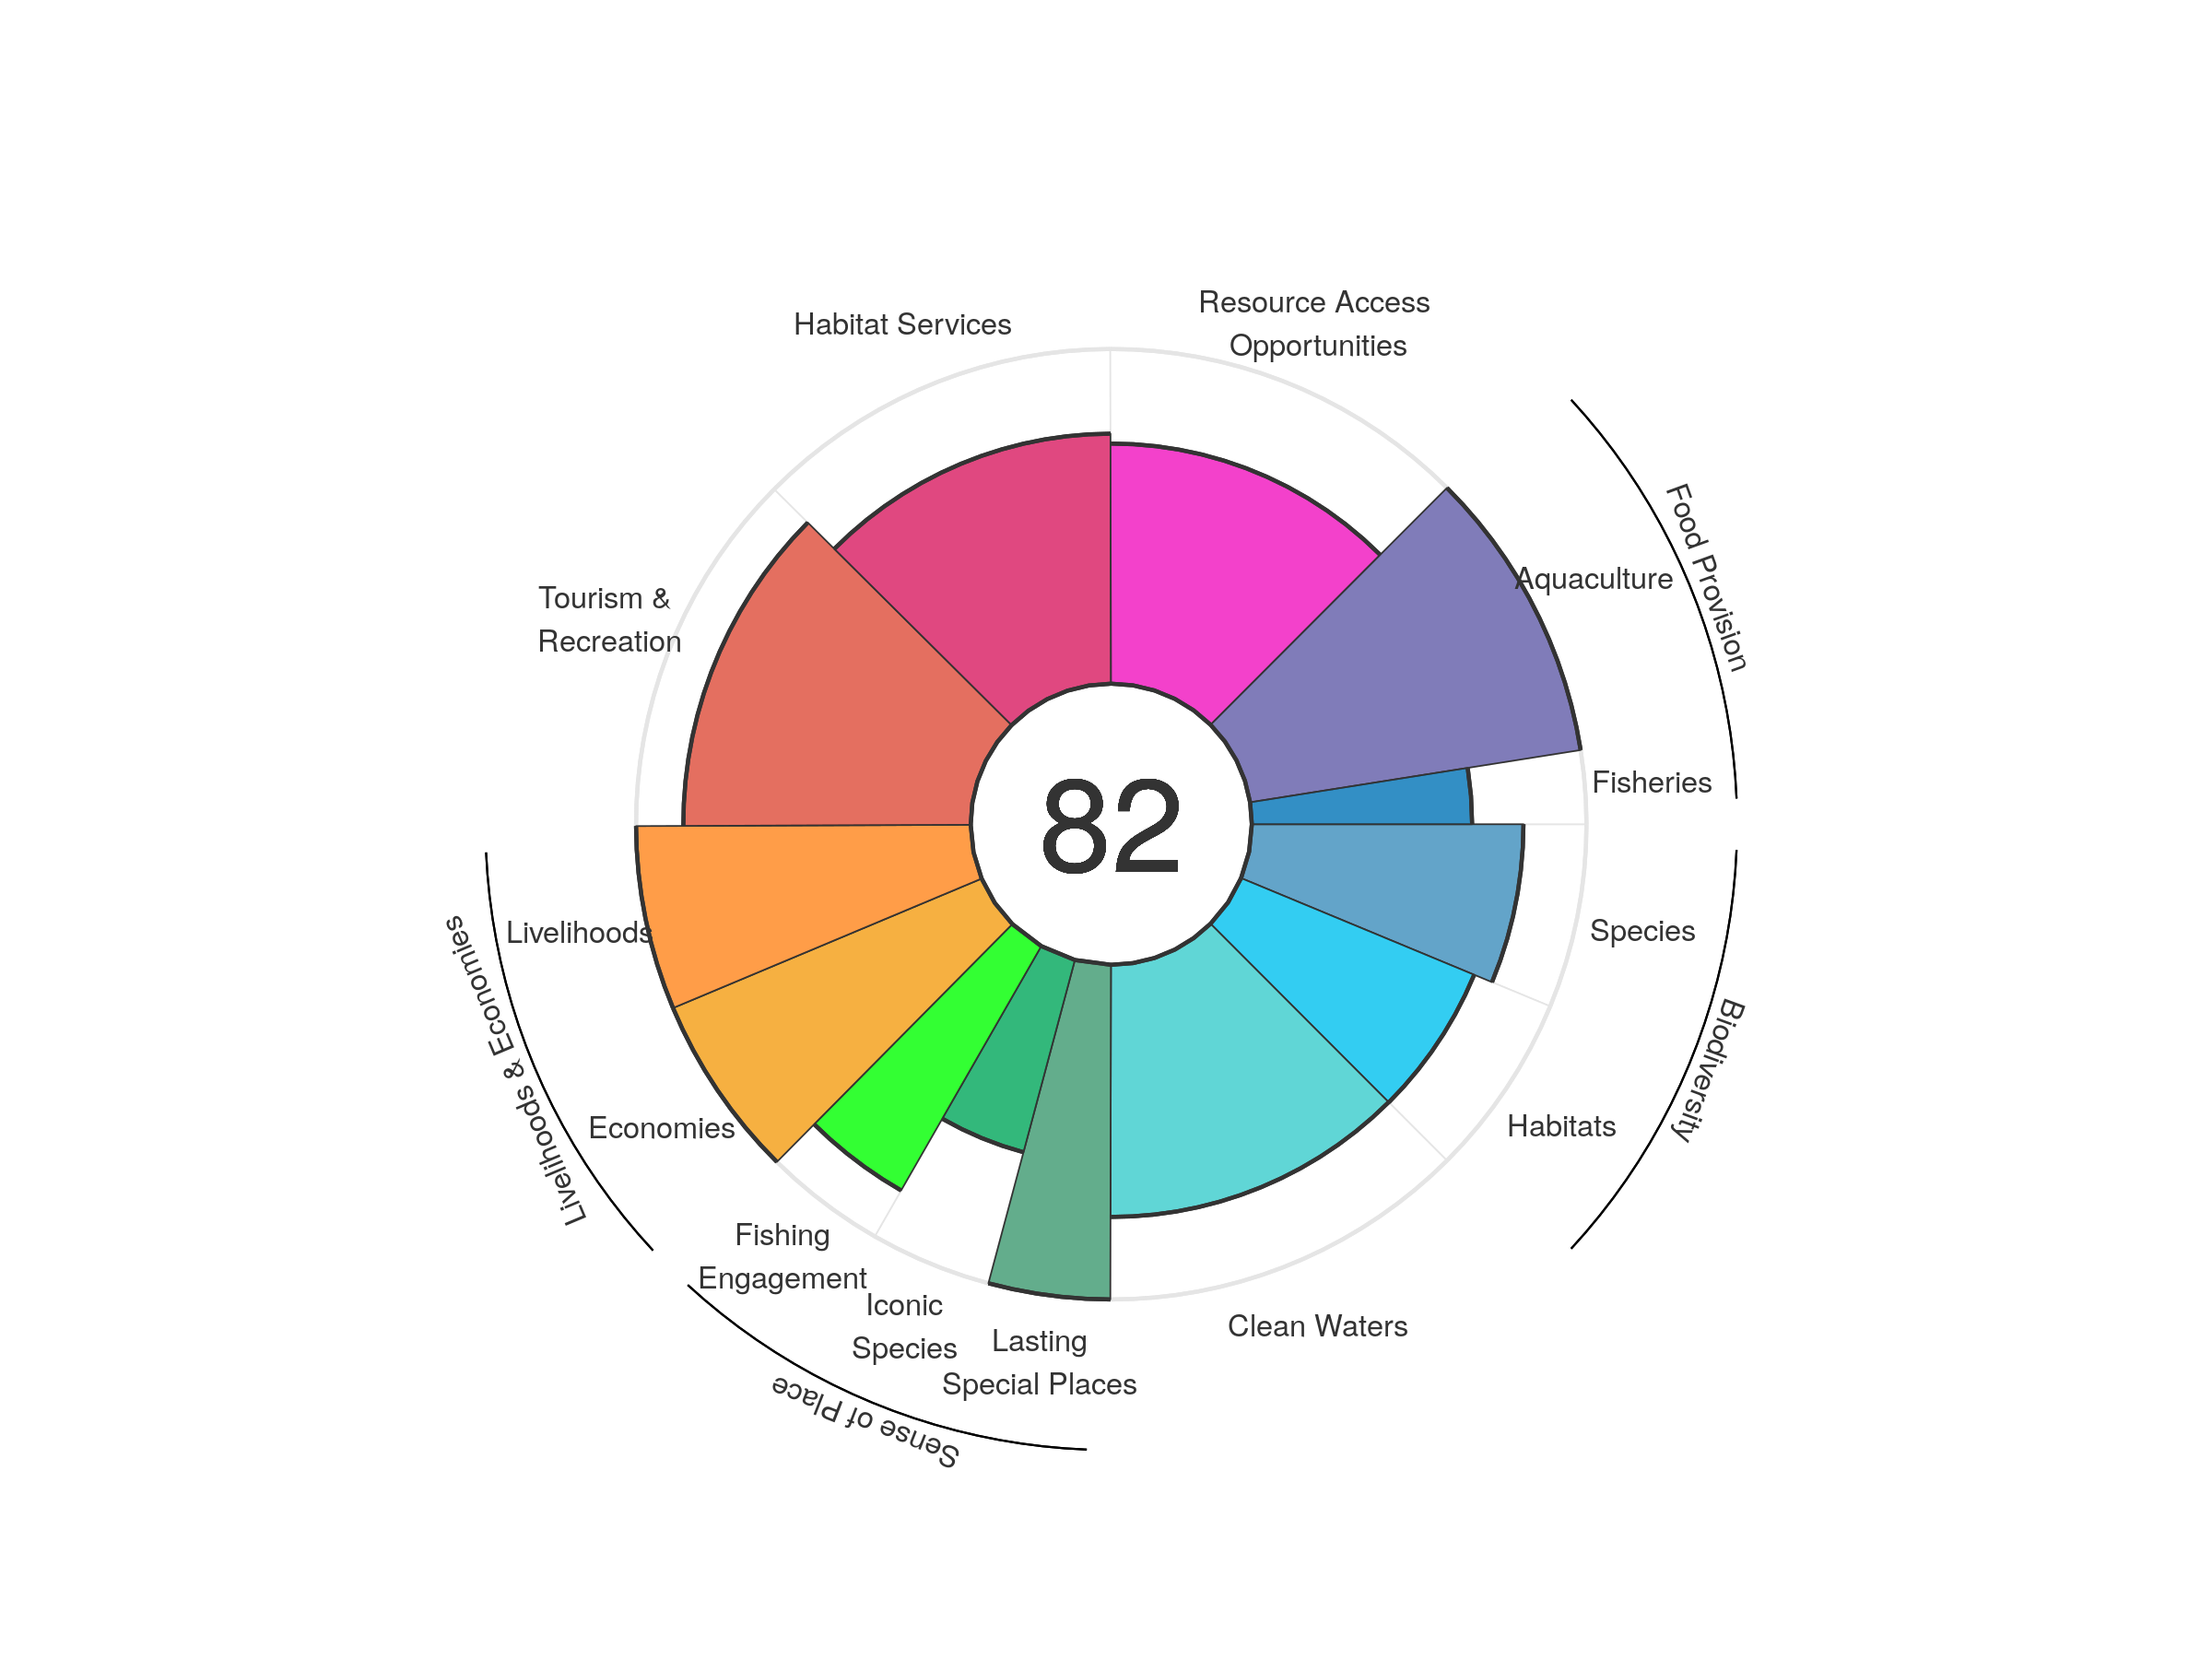 Resource Access
Opportunities
Habitat Services
Food Provision
Aquaculture
Tourism &
Recreation
Fisheries
82
Species
Livelihoods
Livelihoods & Economies
Biodiversity
Habitats
Economies
Fishing
Engagement
Iconic
Species
Lasting
Special Places
Clean Waters
Sense of Place